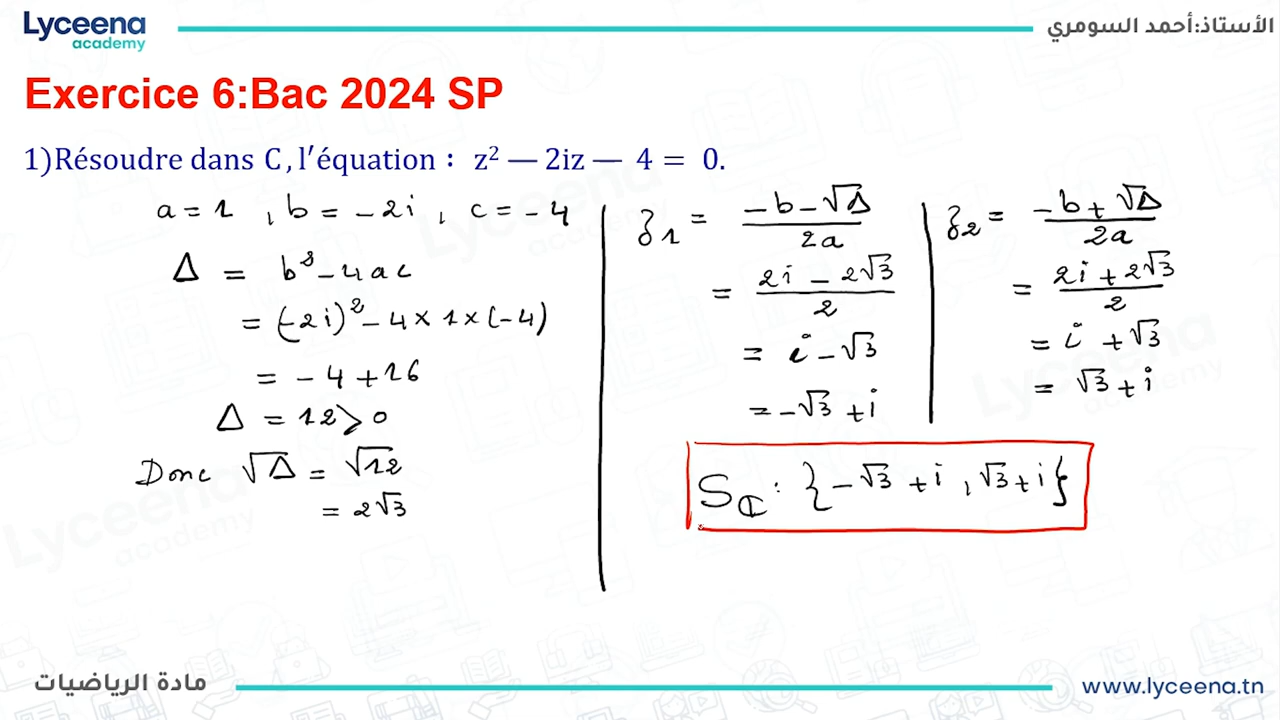 Lyceena
academy
الأستاذ:أحمد السومري
Exercice 6:Bac 2024 SP
1)Résoudre dans C, l'équation : z² — 2iz — 4 = 0.
a = 1 , b = -2i , c = -4
Δ = b² - 4ac
= (-2i)² - 4 × 1 × (-4)
= -4 + 16
Δ = 12 > 0
Donc √Δ = √12
= 2√3
z₁ = (-b - √Δ) / 2a
= (2i - 2√3) / 2
= i - √3
= -√3 + i
z₂ = (-b + √Δ) / 2a
= (2i + 2√3) / 2
= i + √3
= √3 + i
S_ℂ : {-√3 + i , √3 + i}
مادة الرياضيات
www.lyceena.tn